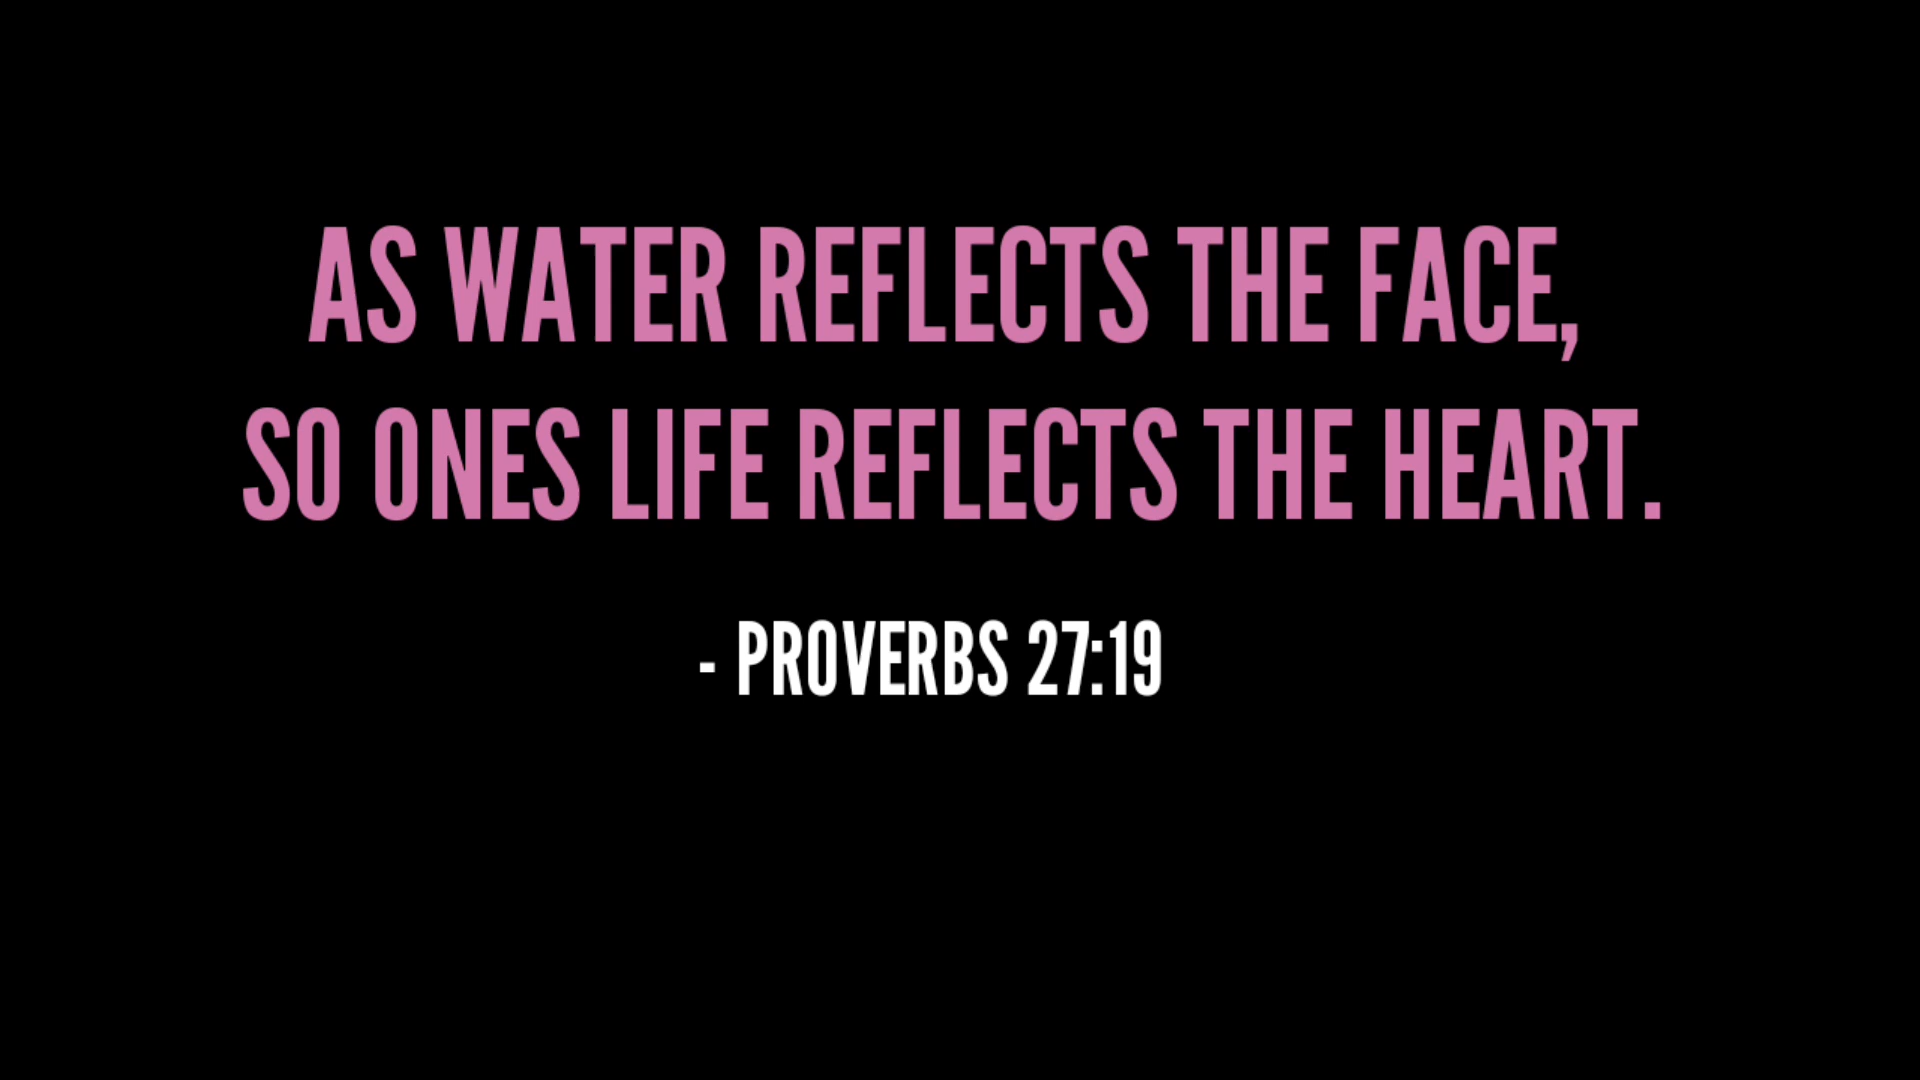 AS WATER REFLECTS THE FACE,
SO ONES LIFE REFLECTS THE HEART.
- PROVERBS 27:19